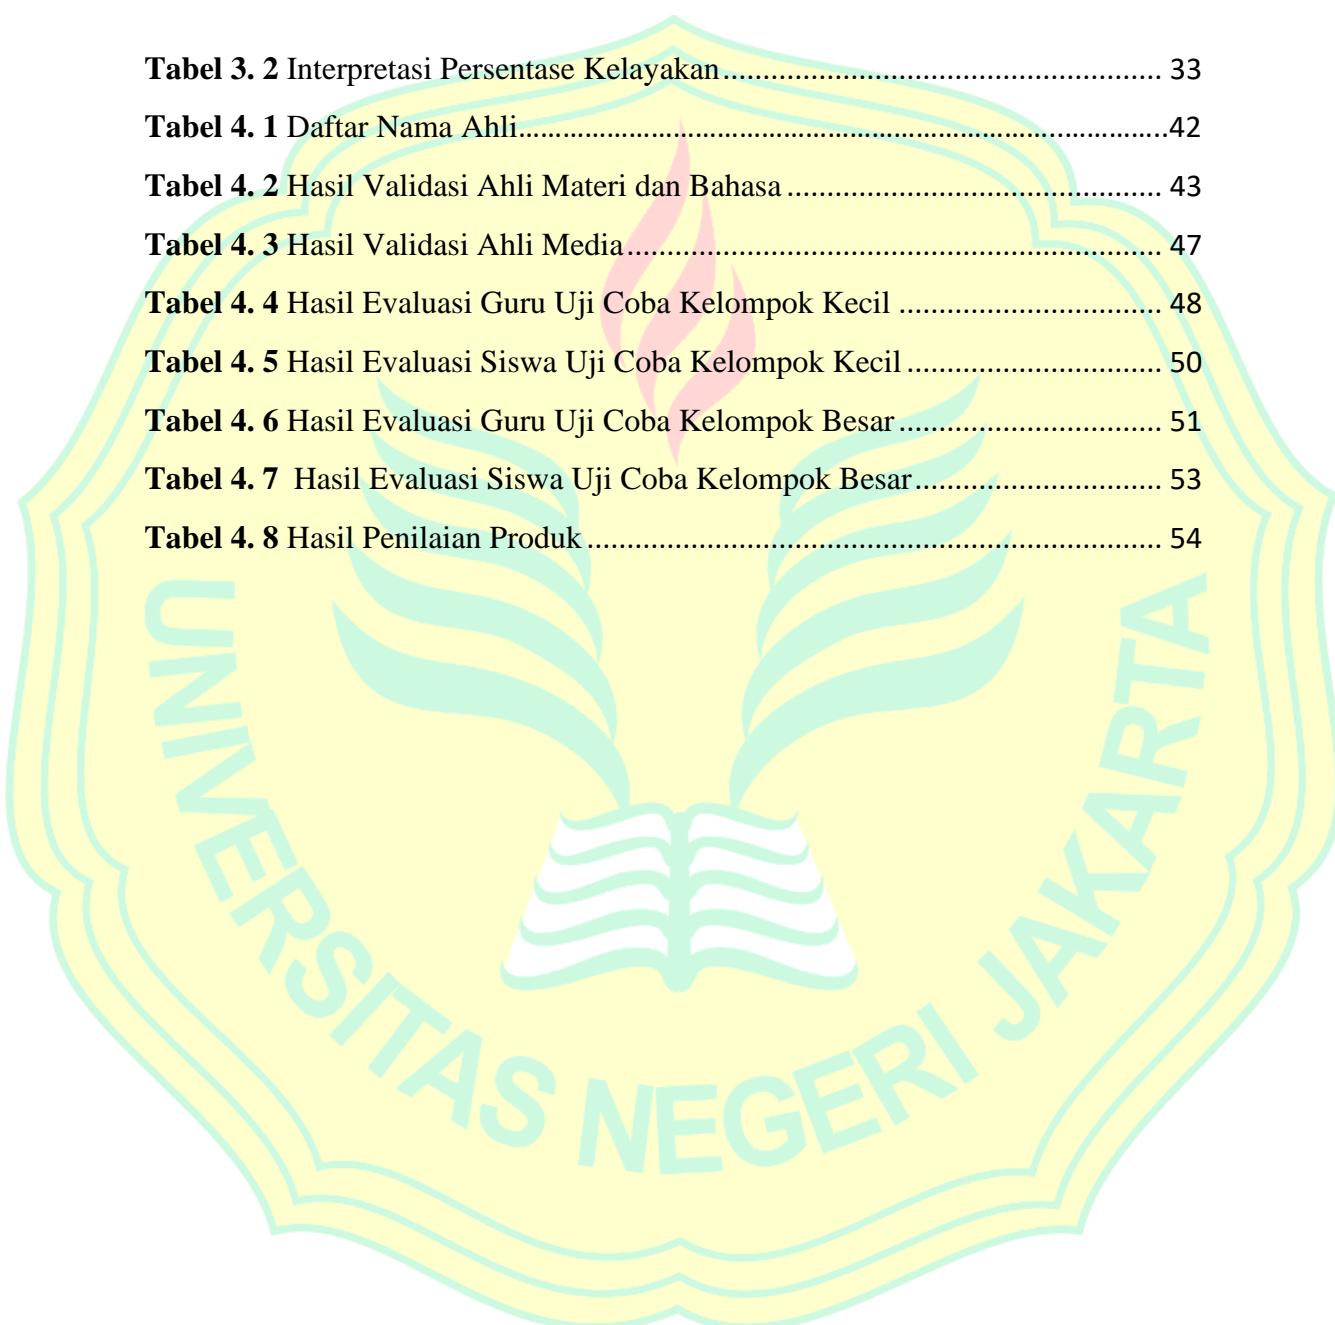 Tabel 3. 2 Interpretasi Persentase Kelayakan....................................................... 33
Tabel 4. 1 Daftar Nama Ahli................................................................................42
Tabel 4. 2 Hasil Validasi Ahli Materi dan Bahasa ............................................... 43
Tabel 4. 3 Hasil Validasi Ahli Media................................................................... 47
Tabel 4. 4 Hasil Evaluasi Guru Uji Coba Kelompok Kecil ................................. 48
Tabel 4. 5 Hasil Evaluasi Siswa Uji Coba Kelompok Kecil ................................ 50
Tabel 4. 6 Hasil Evaluasi Guru Uji Coba Kelompok Besar ................................. 51
Tabel 4. 7  Hasil Evaluasi Siswa Uji Coba Kelompok Besar ............................... 53
Tabel 4. 8 Hasil Penilaian Produk ........................................................................ 54
UNIVERSITAS NEGERI JAKARTA